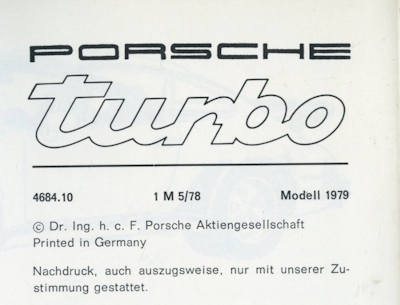 PORSCHE
turbo
4684.10 1 M 5/78 Modell 1979
© Dr. Ing. h. c. F. Porsche Aktiengesellschaft
Printed in Germany
Nachdruck, auch auszugsweise, nur mit unserer Zu-
stimmung gestattet.